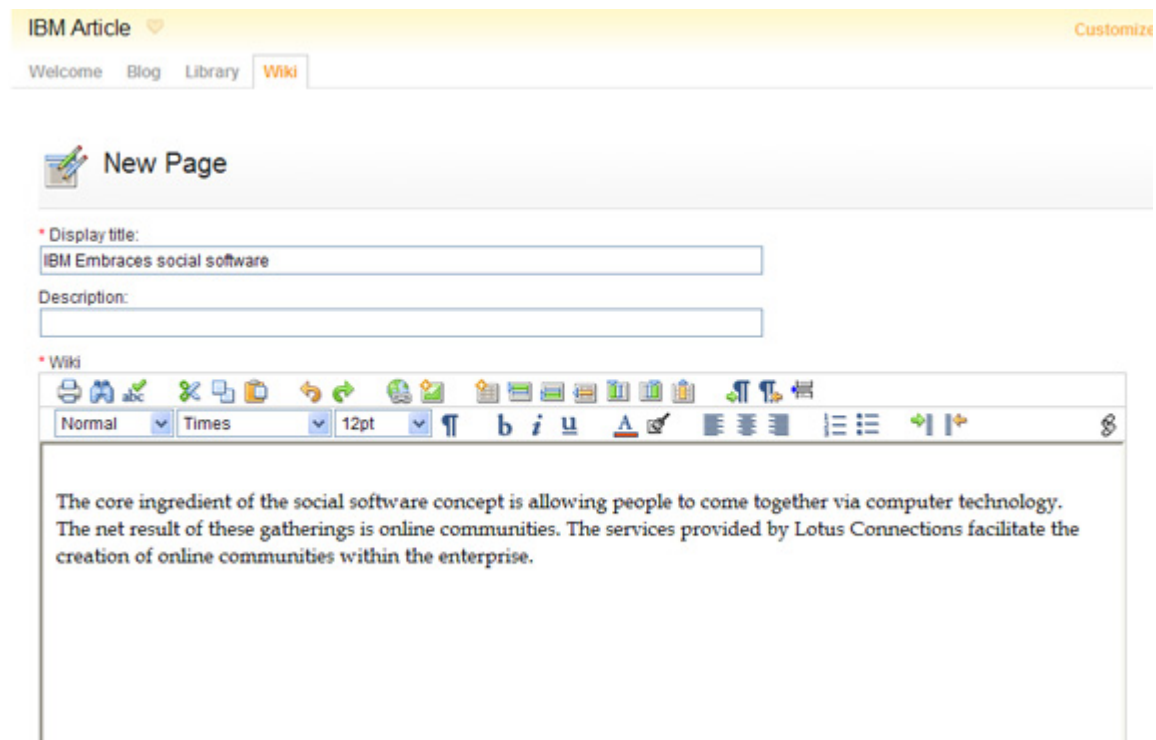 IBM Article
Customize
Welcome Blog Library Wiki
New Page
* Display title:
IBM Embraces social software
Description:
* Wiki
abc
Normal Times 12pt ¶ b i u A
The core ingredient of the social software concept is allowing people to come together via computer technology.
The net result of these gatherings is online communities. The services provided by Lotus Connections facilitate the
creation of online communities within the enterprise.